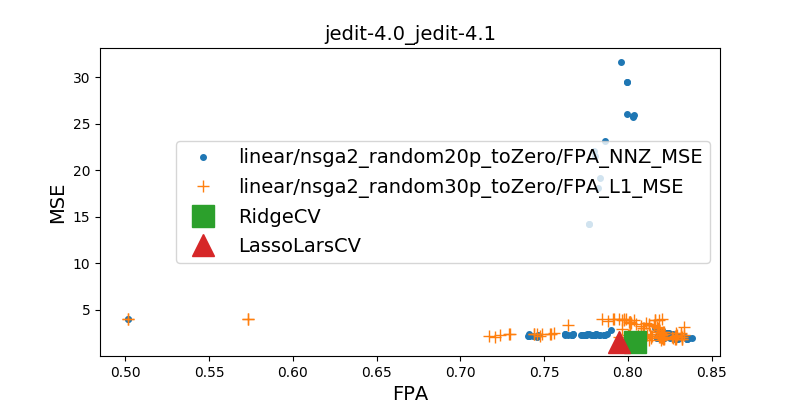 jedit-4.0_jedit-4.1
MSE
30
25
20
15
10
5
linear/nsga2_random20p_toZero/FPA_NNZ_MSE
linear/nsga2_random30p_toZero/FPA_L1_MSE
RidgeCV
LassoLarsCV
0.50 0.55 0.60 0.65 0.70 0.75 0.80 0.85
FPA